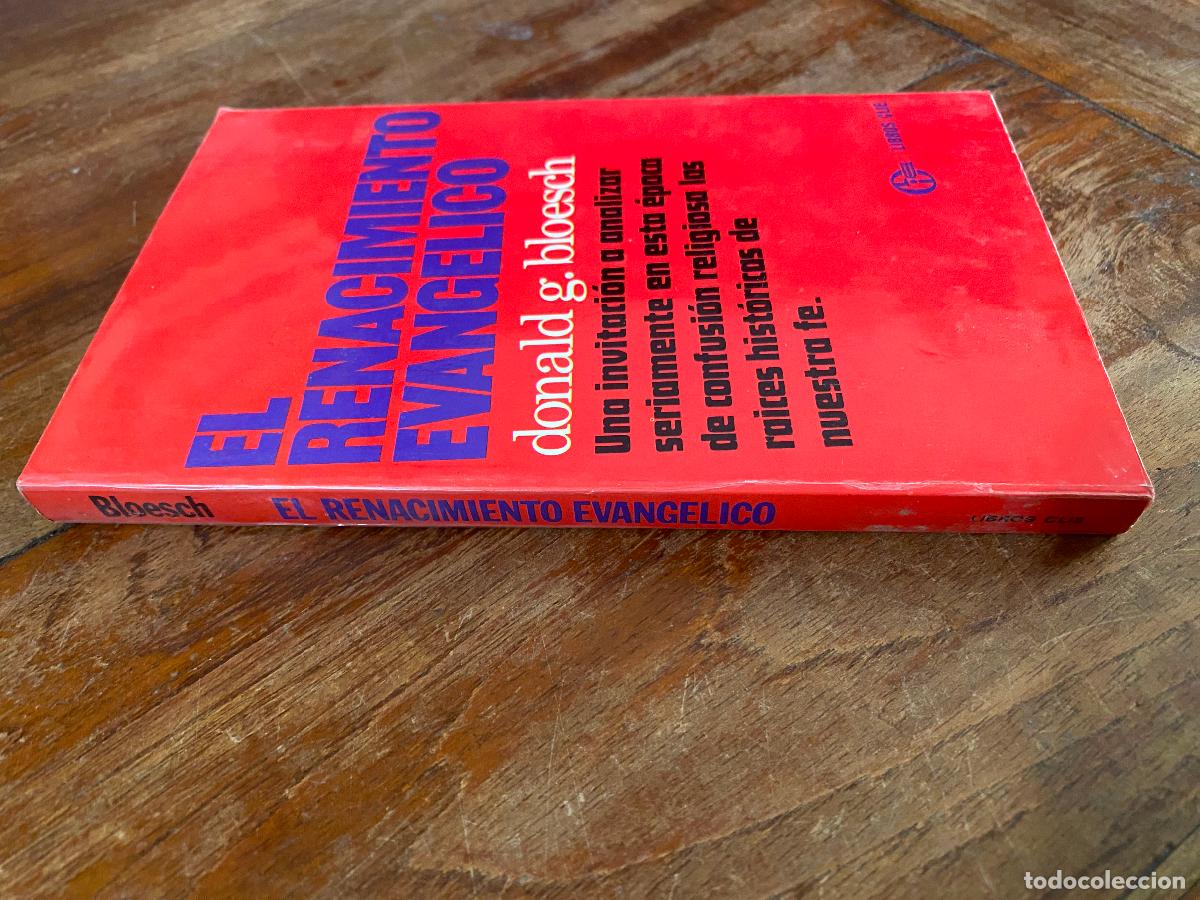 EL
RENACIMIENTO
EVANGELICO
donald g. bloesch
Una invitación a analizar
seriamente en esta época
de confusión religiosa las
raices históricas de
nuestra fe.
LIBROS CLIE
Bloesch
EL RENACIMIENTO EVANGELICO
LIBROS CLIE
todocoleccion